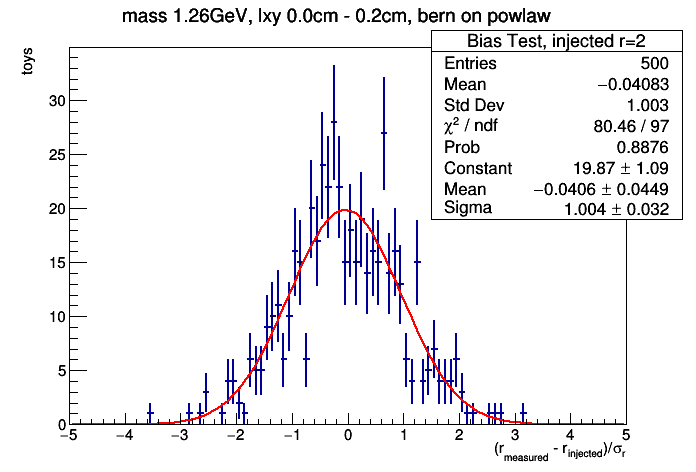 mass 1.26GeV, lxy 0.0cm - 0.2cm, bern on powlaw
toys
Bias Test, injected r=2
Entries 500
Mean −0.04083
Std Dev 1.003
χ² / ndf 80.46 / 97
Prob 0.8876
Constant 19.87 ± 1.09
Mean −0.0406 ± 0.0449
Sigma 1.004 ± 0.032
30
25
20
15
10
5
0
−5 −4 −3 −2 −1 0 1 2 3 4 5
(r_measured - r_injected)/σ_r